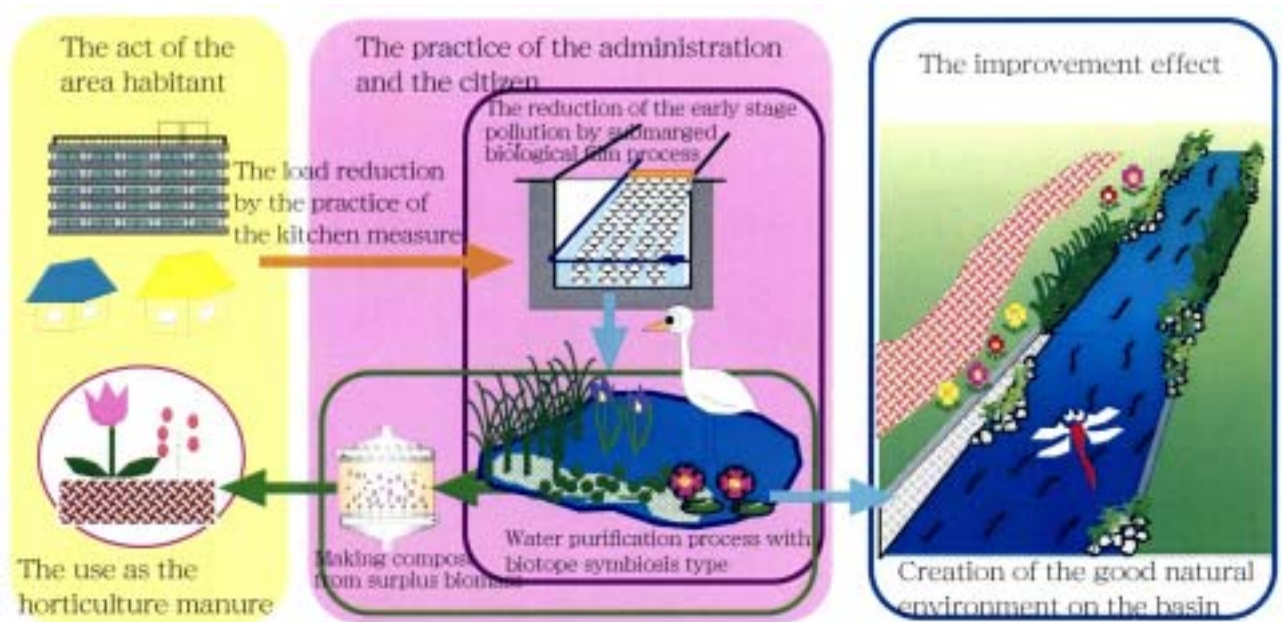 The act of the
area habitant
The load reduction
by the practice of
the kitchen measure
The use as the
horticulture manure
The practice of the administration
and the citizen
The reduction of the early stage
pollution by submarged
biological film process
Making compos
from surplus biomass
Water purification process with
biotope symbiosis type
The improvement effect
Creation of the good natural
environment on the basin